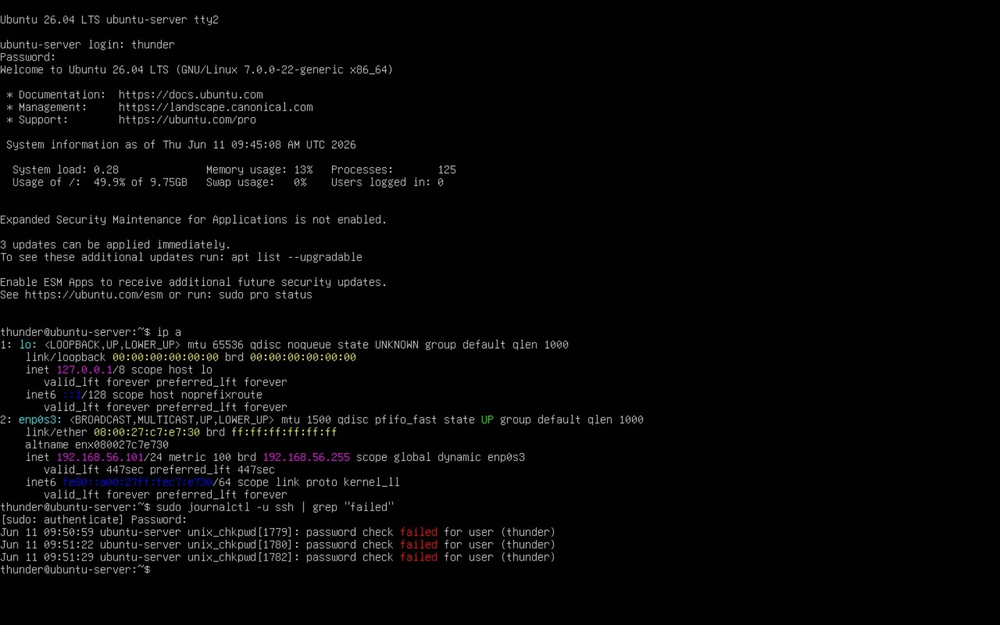 Ubuntu 26.04 LTS ubuntu-server tty2
ubuntu-server login: thunder
Password:
Welcome to Ubuntu 26.04 LTS (GNU/Linux 7.0.0-22-generic x86_64)
* Documentation:  https://docs.ubuntu.com
* Management:     https://landscape.canonical.com
* Support:        https://ubuntu.com/pro
System information as of Thu Jun 11 09:45:08 AM UTC 2026
System load: 0.28              Memory usage: 13%   Processes:       125
Usage of /:  49.9% of 9.75GB   Swap usage:   0%    Users logged in: 0
Expanded Security Maintenance for Applications is not enabled.
3 updates can be applied immediately.
To see these additional updates run: apt list --upgradable
Enable ESM Apps to receive additional future security updates.
See https://ubuntu.com/esm or run: sudo pro status
thunder@ubuntu-server:~$ ip a
1: lo: <LOOPBACK,UP,LOWER_UP> mtu 65536 qdisc noqueue state UNKNOWN group default qlen 1000
    link/loopback 00:00:00:00:00:00 brd 00:00:00:00:00:00
    inet 127.0.0.1/8 scope host lo
       valid_lft forever preferred_lft forever
    inet6 ::1/128 scope host noprefixroute
       valid_lft forever preferred_lft forever
2: enp0s3: <BROADCAST,MULTICAST,UP,LOWER_UP> mtu 1500 qdisc pfifo_fast state UP group default qlen 1000
    link/ether 08:00:27:c7:e7:30 brd ff:ff:ff:ff:ff:ff
    altname enx080027c7e730
    inet 192.168.56.101/24 metric 100 brd 192.168.56.255 scope global dynamic enp0s3
       valid_lft 447sec preferred_lft 447sec
    inet6 fe80::a00:27ff:fec7:e730/64 scope link proto kernel_ll
       valid_lft forever preferred_lft forever
thunder@ubuntu-server:~$ sudo journalctl -u ssh | grep "failed"
[sudo: authenticate] Password:
Jun 11 09:50:59 ubuntu-server unix_chkpwd[1779]: password check failed for user (thunder)
Jun 11 09:51:22 ubuntu-server unix_chkpwd[1780]: password check failed for user (thunder)
Jun 11 09:51:29 ubuntu-server unix_chkpwd[1782]: password check failed for user (thunder)
thunder@ubuntu-server:~$